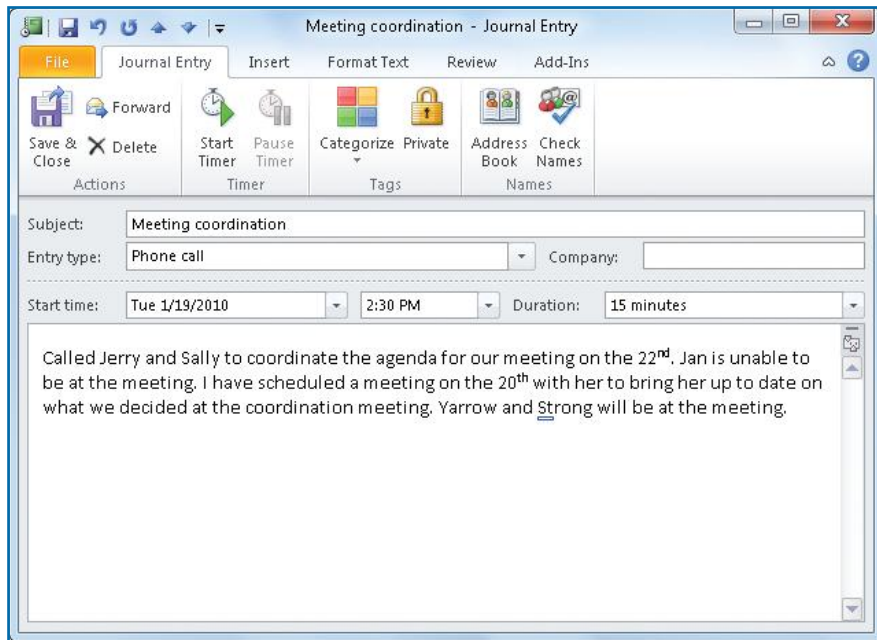 Meeting coordination - Journal Entry
File Journal Entry Insert Format Text Review Add-Ins
Forward
Save & Close
Delete
Start Timer
Pause Timer
Categorize
Private
Address Book
Check Names
Actions Timer Tags Names
Subject: Meeting coordination
Entry type: Phone call Company:
Start time: Tue 1/19/2010 2:30 PM Duration: 15 minutes
Called Jerry and Sally to coordinate the agenda for our meeting on the 22nd. Jan is unable to
be at the meeting. I have scheduled a meeting on the 20th with her to bring her up to date on
what we decided at the coordination meeting. Yarrow and Strong will be at the meeting.